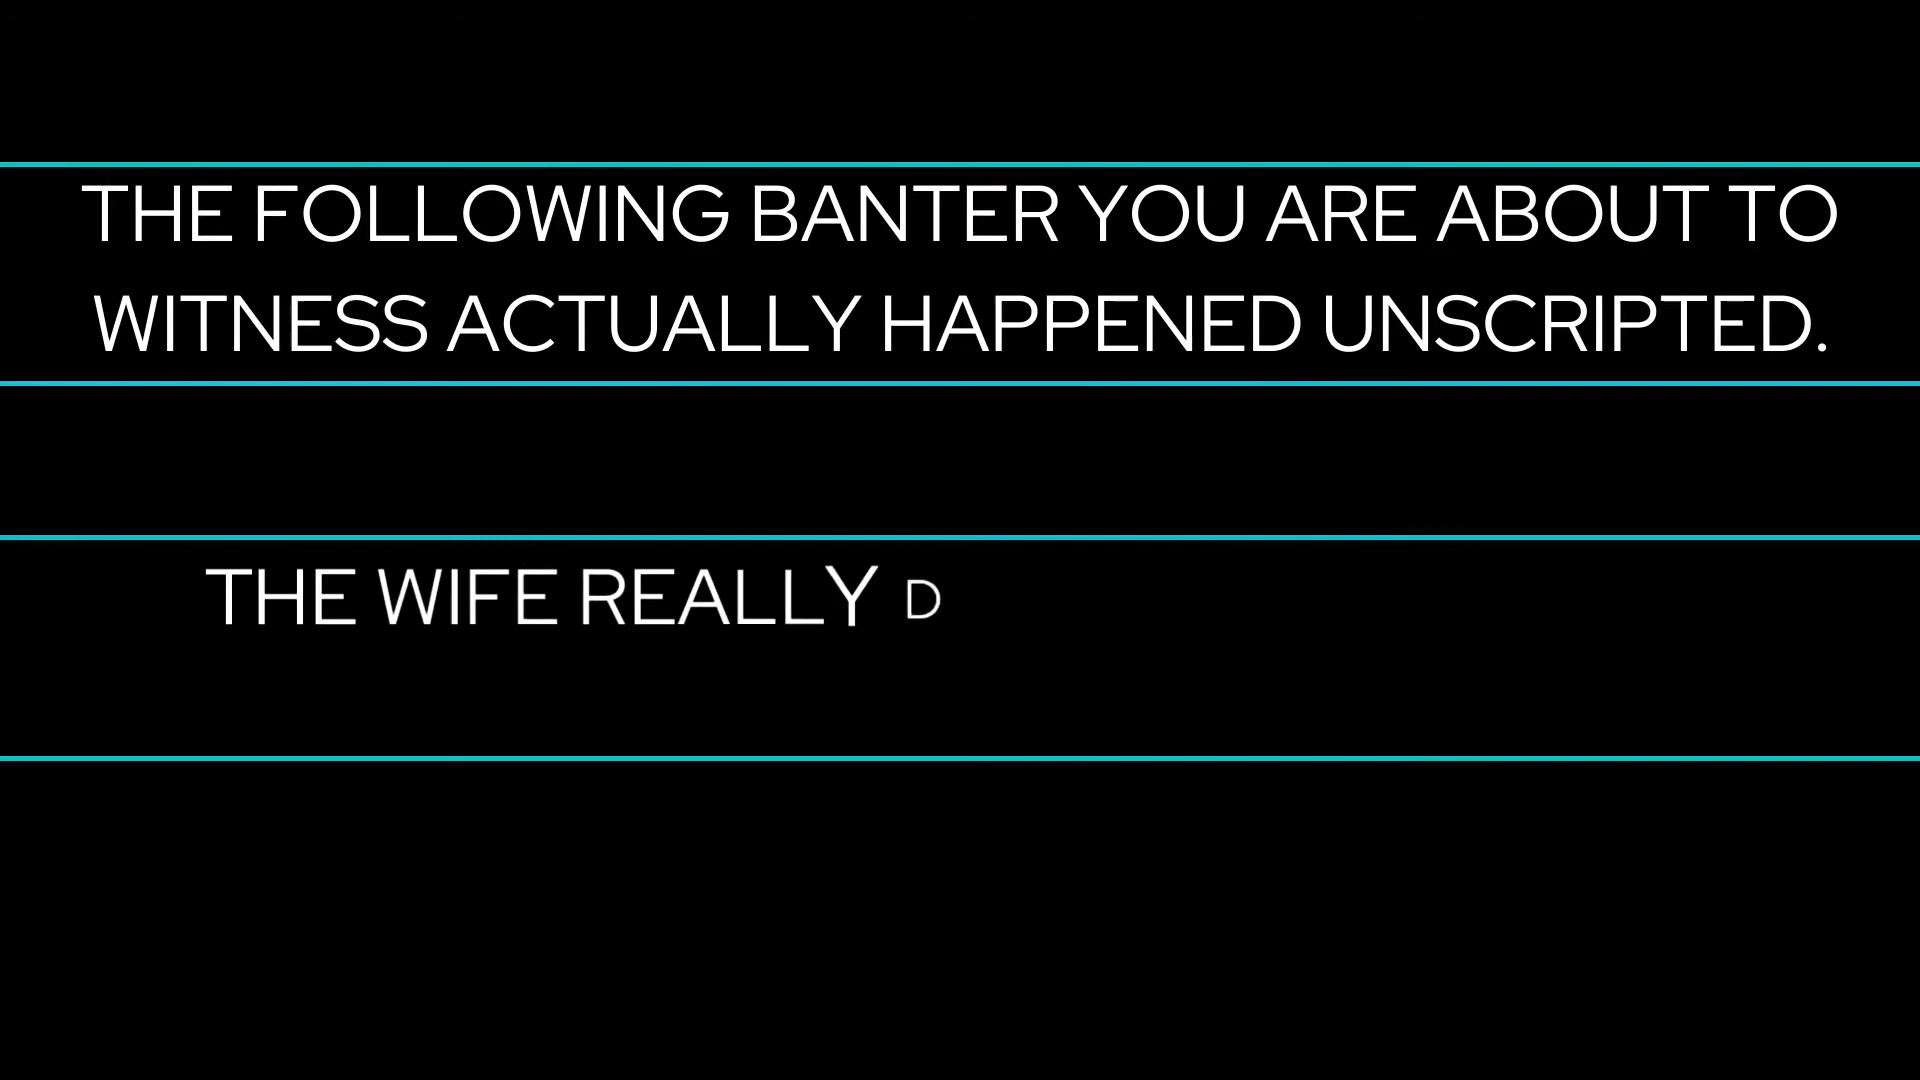 THE FOLLOWING BANTER YOU ARE ABOUT TO
WITNESS ACTUALLY HAPPENED UNSCRIPTED.
THE WIFE REALLY D